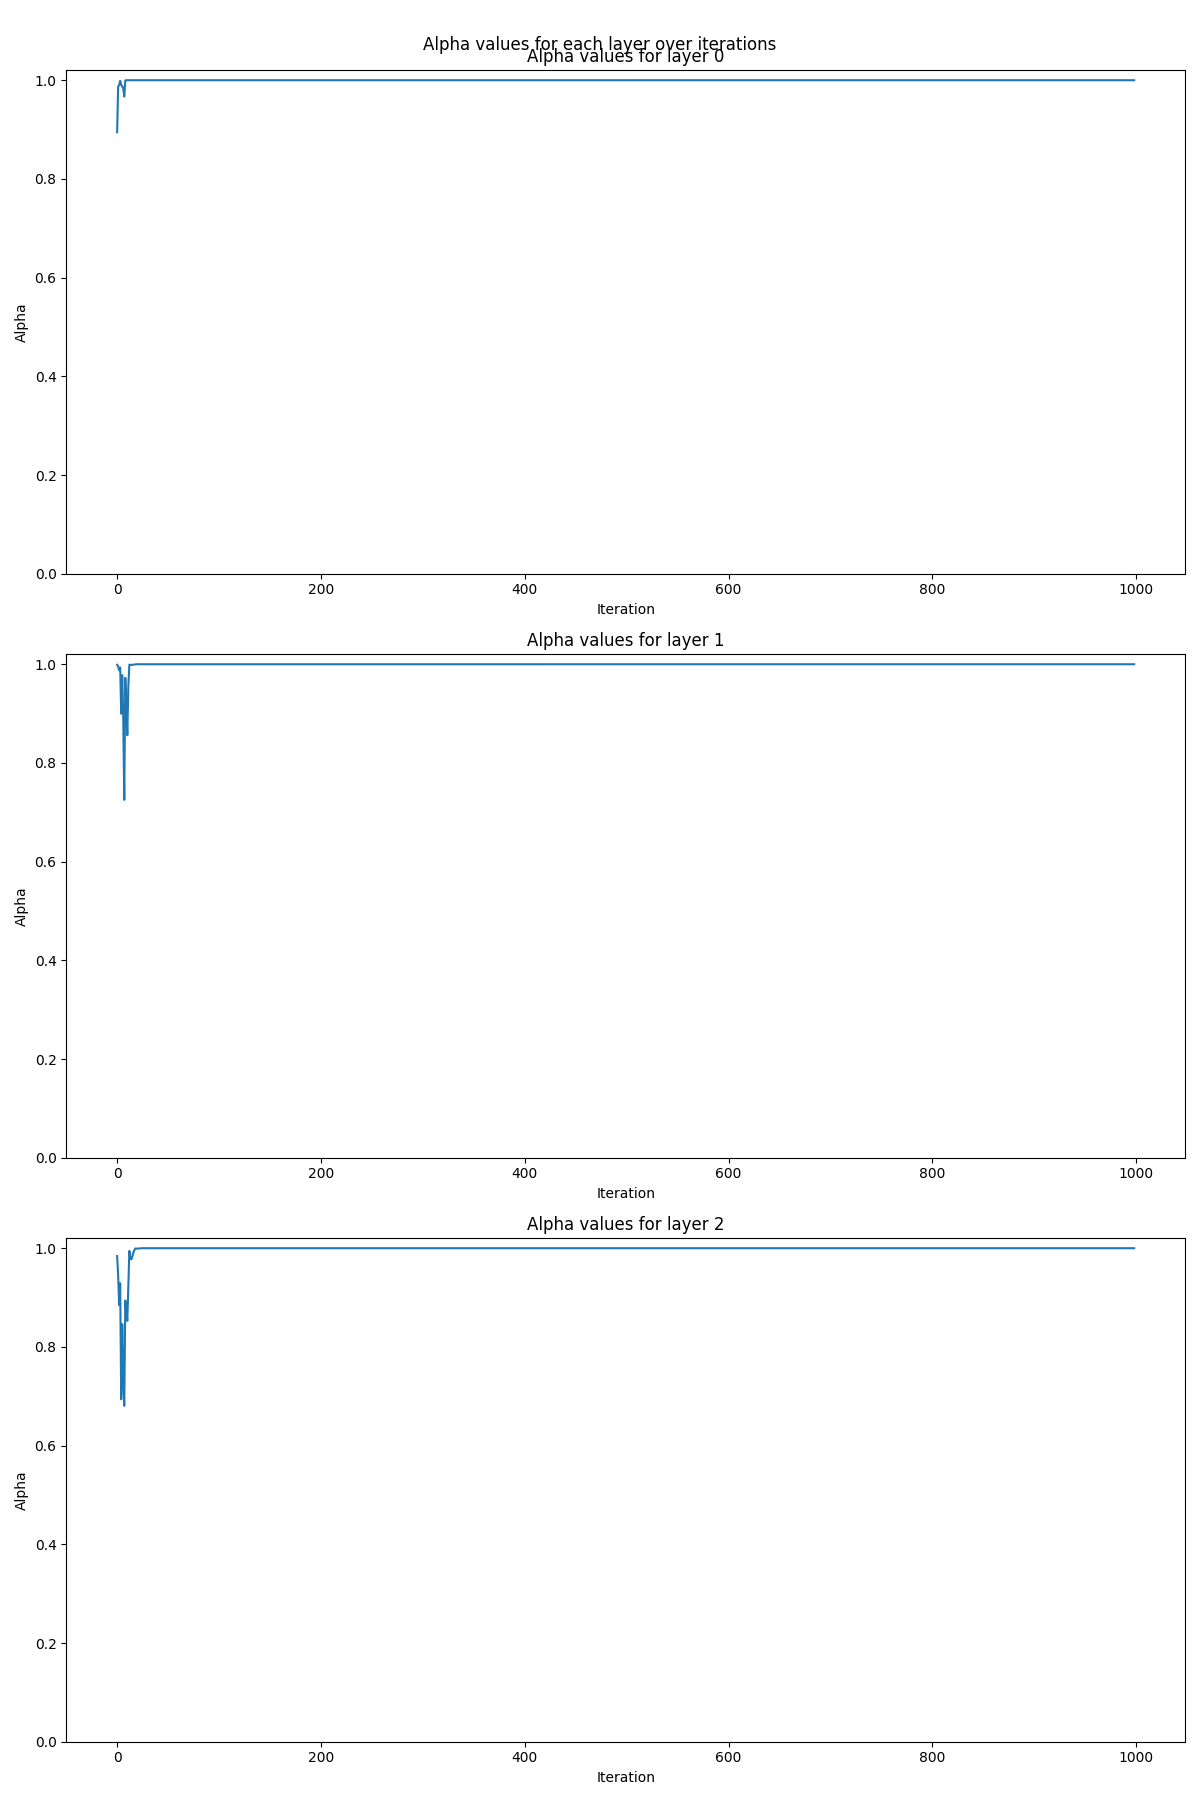 Alpha values for each layer over iterations
Alpha values for layer 0
1.0
0.8
0.6
0.4
0.2
0.0
Alpha
0 200 400 600 800 1000
Iteration
Alpha values for layer 1
1.0
0.8
0.6
0.4
0.2
0.0
Alpha
0 200 400 600 800 1000
Iteration
Alpha values for layer 2
1.0
0.8
0.6
0.4
0.2
0.0
Alpha
0 200 400 600 800 1000
Iteration